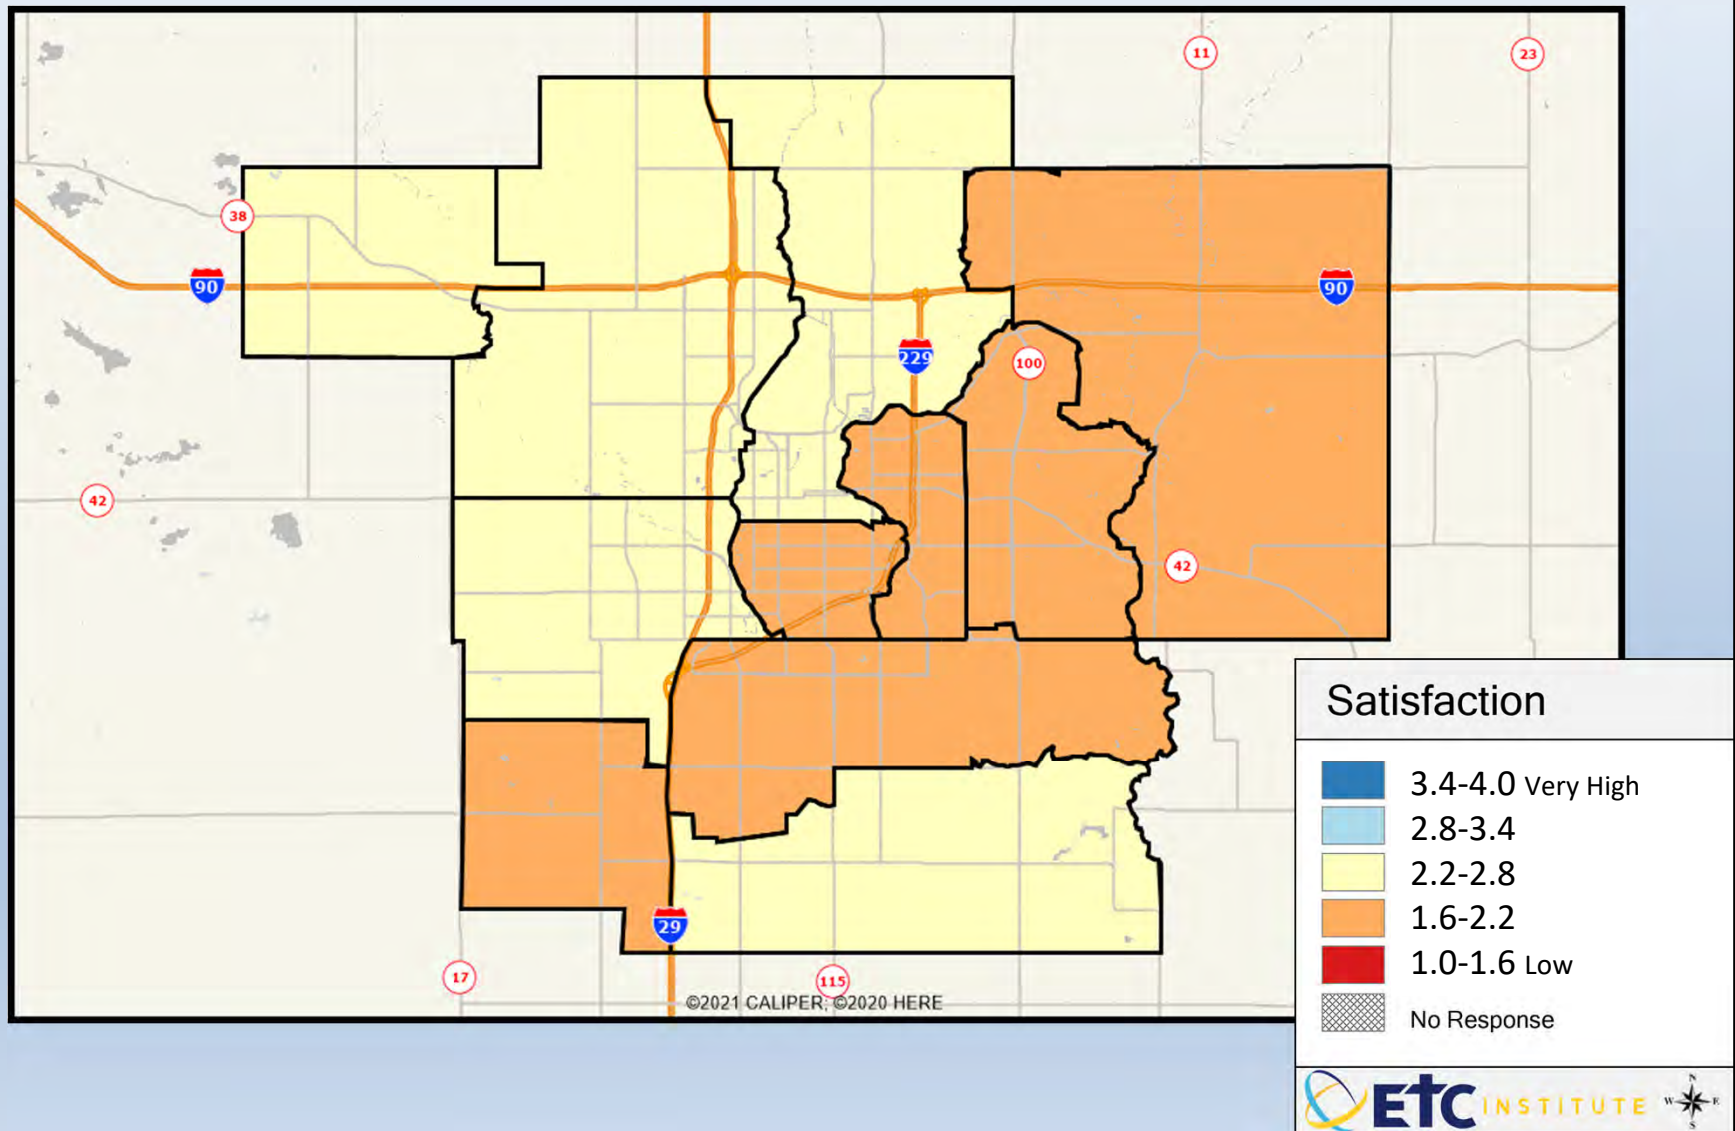 11
23
38
90
90
229
100
42
42
29
17
115
©2021 CALIPER; ©2020 HERE
Satisfaction
3.4-4.0 Very High
2.8-3.4
2.2-2.8
1.6-2.2
1.0-1.6 Low
No Response
ETC INSTITUTE
N
W E
S